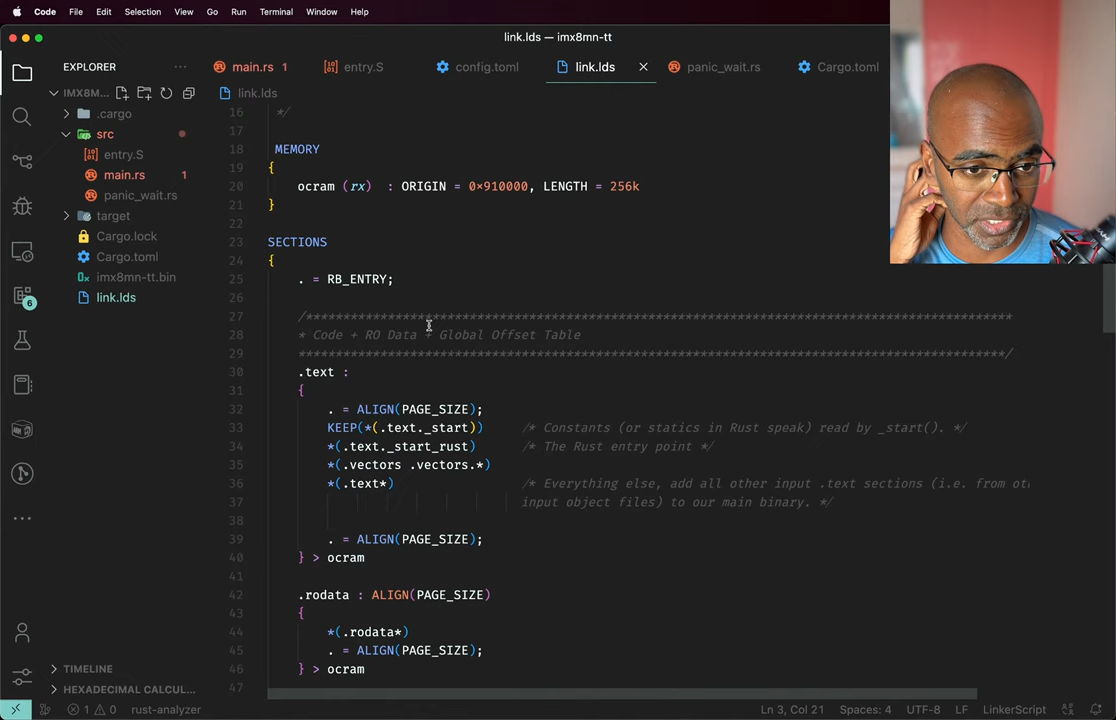 Code File Edit Selection View Go Run Terminal Window Help
link.lds — imx8mn-tt
EXPLORER
main.rs 1
entry.S
config.toml
link.lds
panic_wait.rs
Cargo.toml
IMX8M...
link.lds
.cargo
src
entry.S
main.rs 1
panic_wait.rs
target
Cargo.lock
Cargo.toml
imx8mn-tt.bin
link.lds
6
TIMELINE
HEXADECIMAL CALCUL...
16 */
17
18 MEMORY
19 {
20 ocram (rx) : ORIGIN = 0×910000, LENGTH = 256k
21 }
22
23 SECTIONS
24 {
25 . = RB_ENTRY;
26
27 /***********************************************************************************************
28 * Code + RO Data + Global Offset Table
29 ***********************************************************************************************/
30 .text :
31 {
32 . = ALIGN(PAGE_SIZE);
33 KEEP(*(.text._start)) /* Constants (or statics in Rust speak) read by _start(). */
34 *(.text._start_rust) /* The Rust entry point */
35 *(.vectors .vectors.*)
36 *(.text*) /* Everything else, add all other input .text sections (i.e. from ot
37 input object files) to our main binary. */
38
39 . = ALIGN(PAGE_SIZE);
40 } > ocram
41
42 .rodata : ALIGN(PAGE_SIZE)
43 {
44 *(.rodata*)
45 . = ALIGN(PAGE_SIZE);
46 } > ocram
47
1 0 rust-analyzer Ln 3, Col 21 Spaces: 4 UTF-8 LF LinkerScript